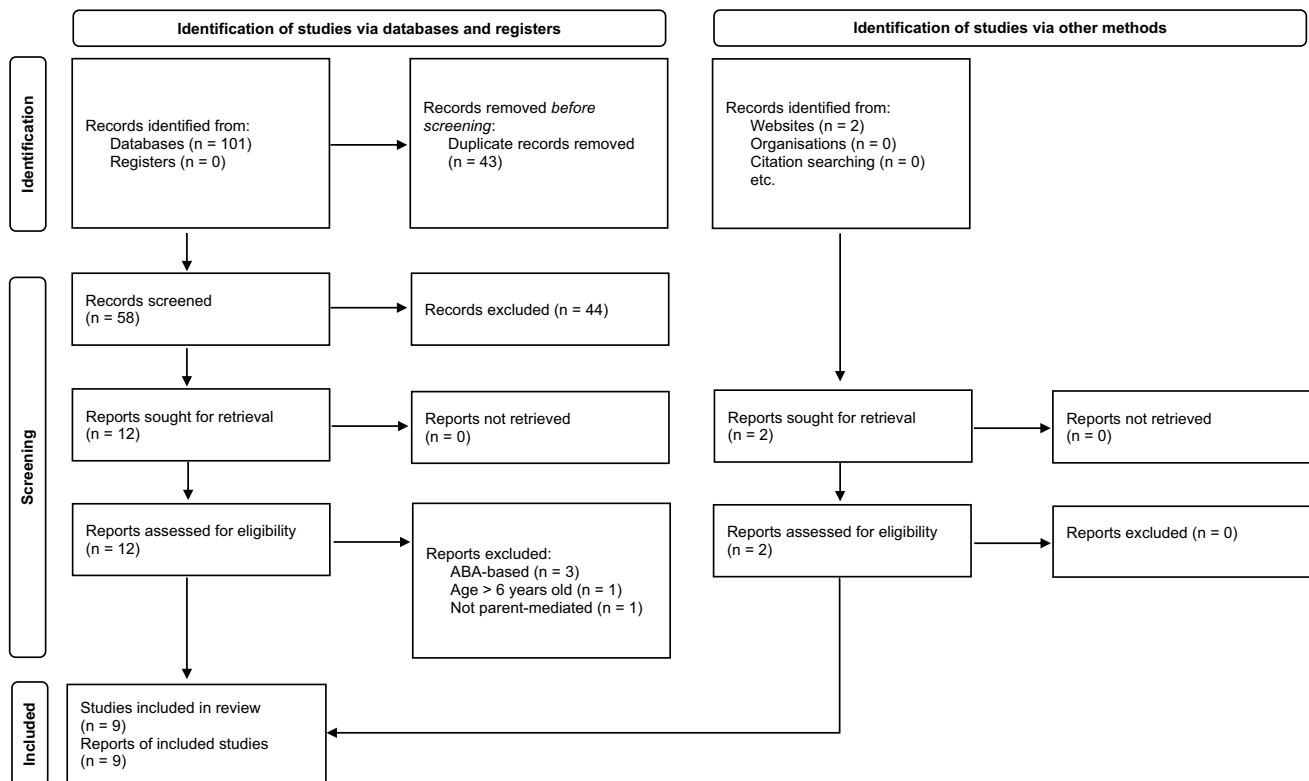 Identification of studies via databases and registers
Identification of studies via other methods
Identification
Records identified from:
Databases (n = 101)
Registers (n = 0)
Records removed before
screening:
Duplicate records removed
(n = 43)
Records identified from:
Websites (n = 2)
Organisations (n = 0)
Citation searching (n = 0)
etc.
Screening
Records screened
(n = 58)
Records excluded (n = 44)
Reports sought for retrieval
(n = 12)
Reports not retrieved
(n = 0)
Reports sought for retrieval
(n = 2)
Reports not retrieved
(n = 0)
Reports assessed for eligibility
(n = 12)
Reports excluded:
ABA-based (n = 3)
Age > 6 years old (n = 1)
Not parent-mediated (n = 1)
Reports assessed for eligibility
(n = 2)
Reports excluded (n = 0)
Included
Studies included in review
(n = 9)
Reports of included studies
(n = 9)